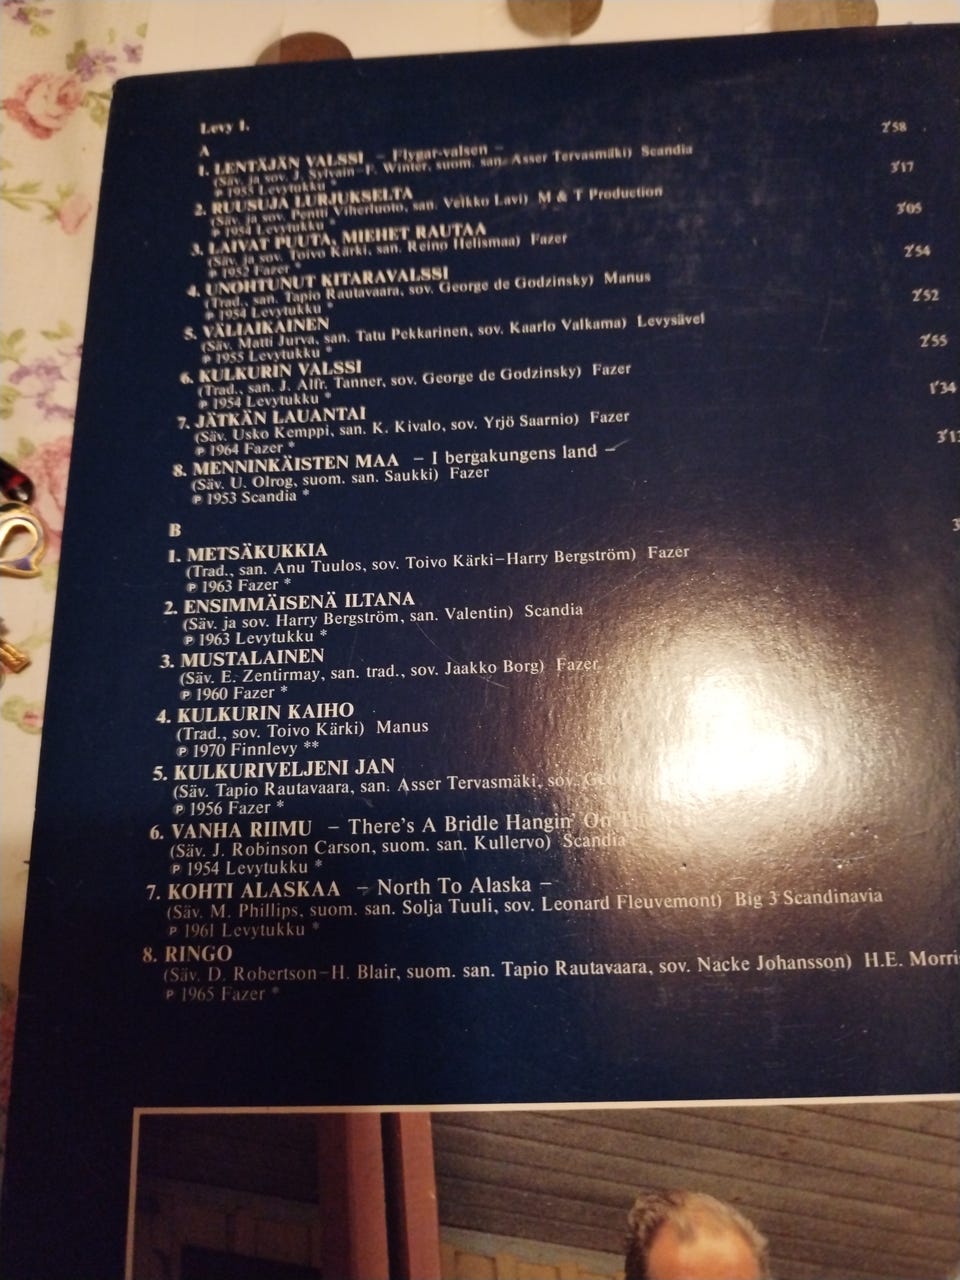 Levy 1.
A
1. LENTÄJÄN VALSSI – Flygar-valsen – 2'58
(Säv. ja sov. J. Sylvain–F. Winter, suom. san. Asser Tervasmäki) Scandia
℗ 1953 Levytukku *
2. RUUSUJA LURJUKSELTA 3'17
(Säv. ja sov. Pentti Viherluoto, san. Veikko Lavi) M & T Production
℗ 1954 Levytukku *
3. LAIVAT PUUTA, MIEHET RAUTAA 3'05
(Säv. ja sov. Toivo Kärki, san. Reino Helismaa) Fazer
℗ 1952 Fazer *
4. UNOHTUNUT KITARAVALSSI 2'54
(Trad., san. Tapio Rautavaara, sov. George de Godzinsky) Manus
℗ 1954 Levytukku *
5. VÄLIAIKAINEN 2'52
(Säv. Matti Jurva, san. Tatu Pekkarinen, sov. Kaarlo Valkama) Levysävel
℗ 1955 Levytukku *
6. KULKURIN VALSSI 2'55
(Trad., san. J. Alfr. Tanner, sov. George de Godzinsky) Fazer
℗ 1954 Levytukku *
7. JÄTKÄN LAUANTAI 1'34
(Säv. Usko Kemppi, san. K. Kivalo, sov. Yrjö Saarnio) Fazer
℗ 1964 Fazer *
8. MENNINKÄISTEN MAA – I bergakungens land – 3'13
(Säv. U. Olrog, suom. san. Saukki) Fazer
℗ 1953 Scandia *
B
1. METSÄKUKKIA 3
(Trad., san. Anu Tuulos, sov. Toivo Kärki–Harry Bergström) Fazer
℗ 1963 Fazer *
2. ENSIMMÄISENÄ ILTANA
(Säv. ja sov. Harry Bergström, san. Valentin) Scandia
℗ 1963 Levytukku *
3. MUSTALAINEN
(Säv. E. Zentirmay, san. trad., sov. Jaakko Borg) Fazer
℗ 1960 Fazer *
4. KULKURIN KAIHO
(Trad., sov. Toivo Kärki) Manus
℗ 1970 Finnlevy **
5. KULKURIVELJENI JAN
(Säv. Tapio Rautavaara, san. Asser Tervasmäki, sov.
℗ 1956 Fazer *
6. VANHA RIIMU – There's A Bridle Hangin' On The
(Säv. J. Robinson Carson, suom. san. Kullervo) Scandia
℗ 1954 Levytukku *
7. KOHTI ALASKAA – North To Alaska –
(Säv. M. Phillips, suom. san. Solja Tuuli, sov. Leonard Fleuvemont) Big 3 Scandinavia
℗ 1961 Levytukku *
8. RINGO
(Säv. D. Robertson–H. Blair, suom. san. Tapio Rautavaara, sov. Nacke Johansson) H.E. Morris
℗ 1965 Fazer *